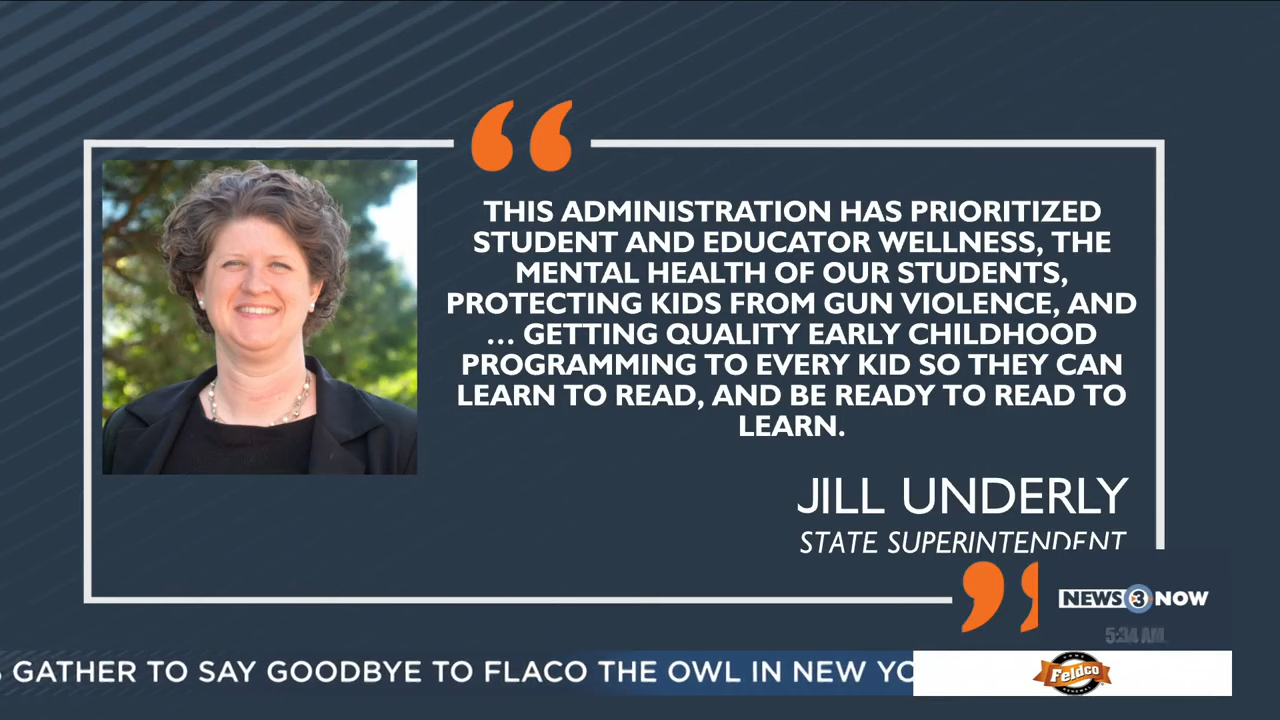 THIS ADMINISTRATION HAS PRIORITIZED
STUDENT AND EDUCATOR WELLNESS, THE
MENTAL HEALTH OF OUR STUDENTS,
PROTECTING KIDS FROM GUN VIOLENCE, AND
... GETTING QUALITY EARLY CHILDHOOD
PROGRAMMING TO EVERY KID SO THEY CAN
LEARN TO READ, AND BE READY TO READ TO
LEARN.
JILL UNDERLY
STATE SUPERINTENDENT
NEWS 3 NOW
5:34 AM
GATHER TO SAY GOODBYE TO FLACO THE OWL IN NEW
Feldco